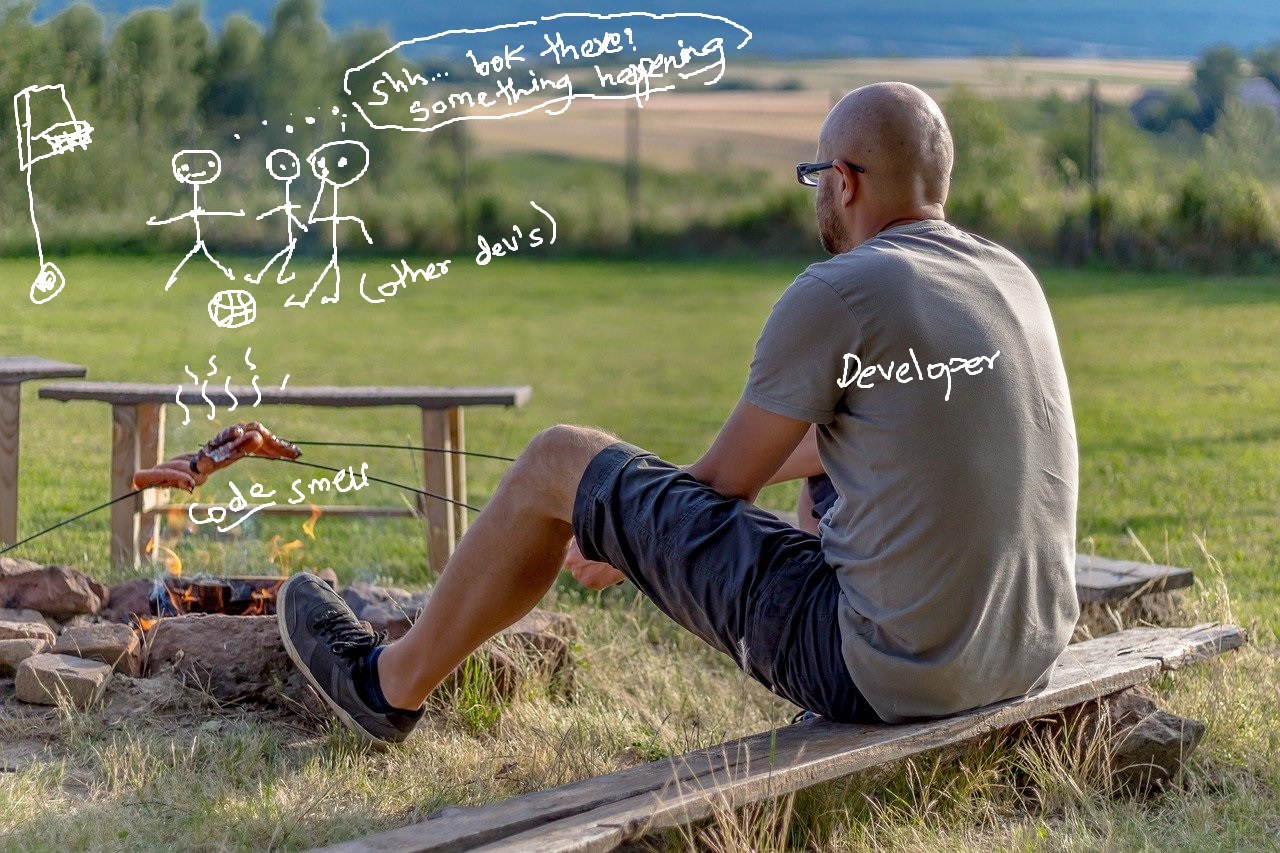 Shh... look there!
something happening
(other dev's)
Developer
code smell